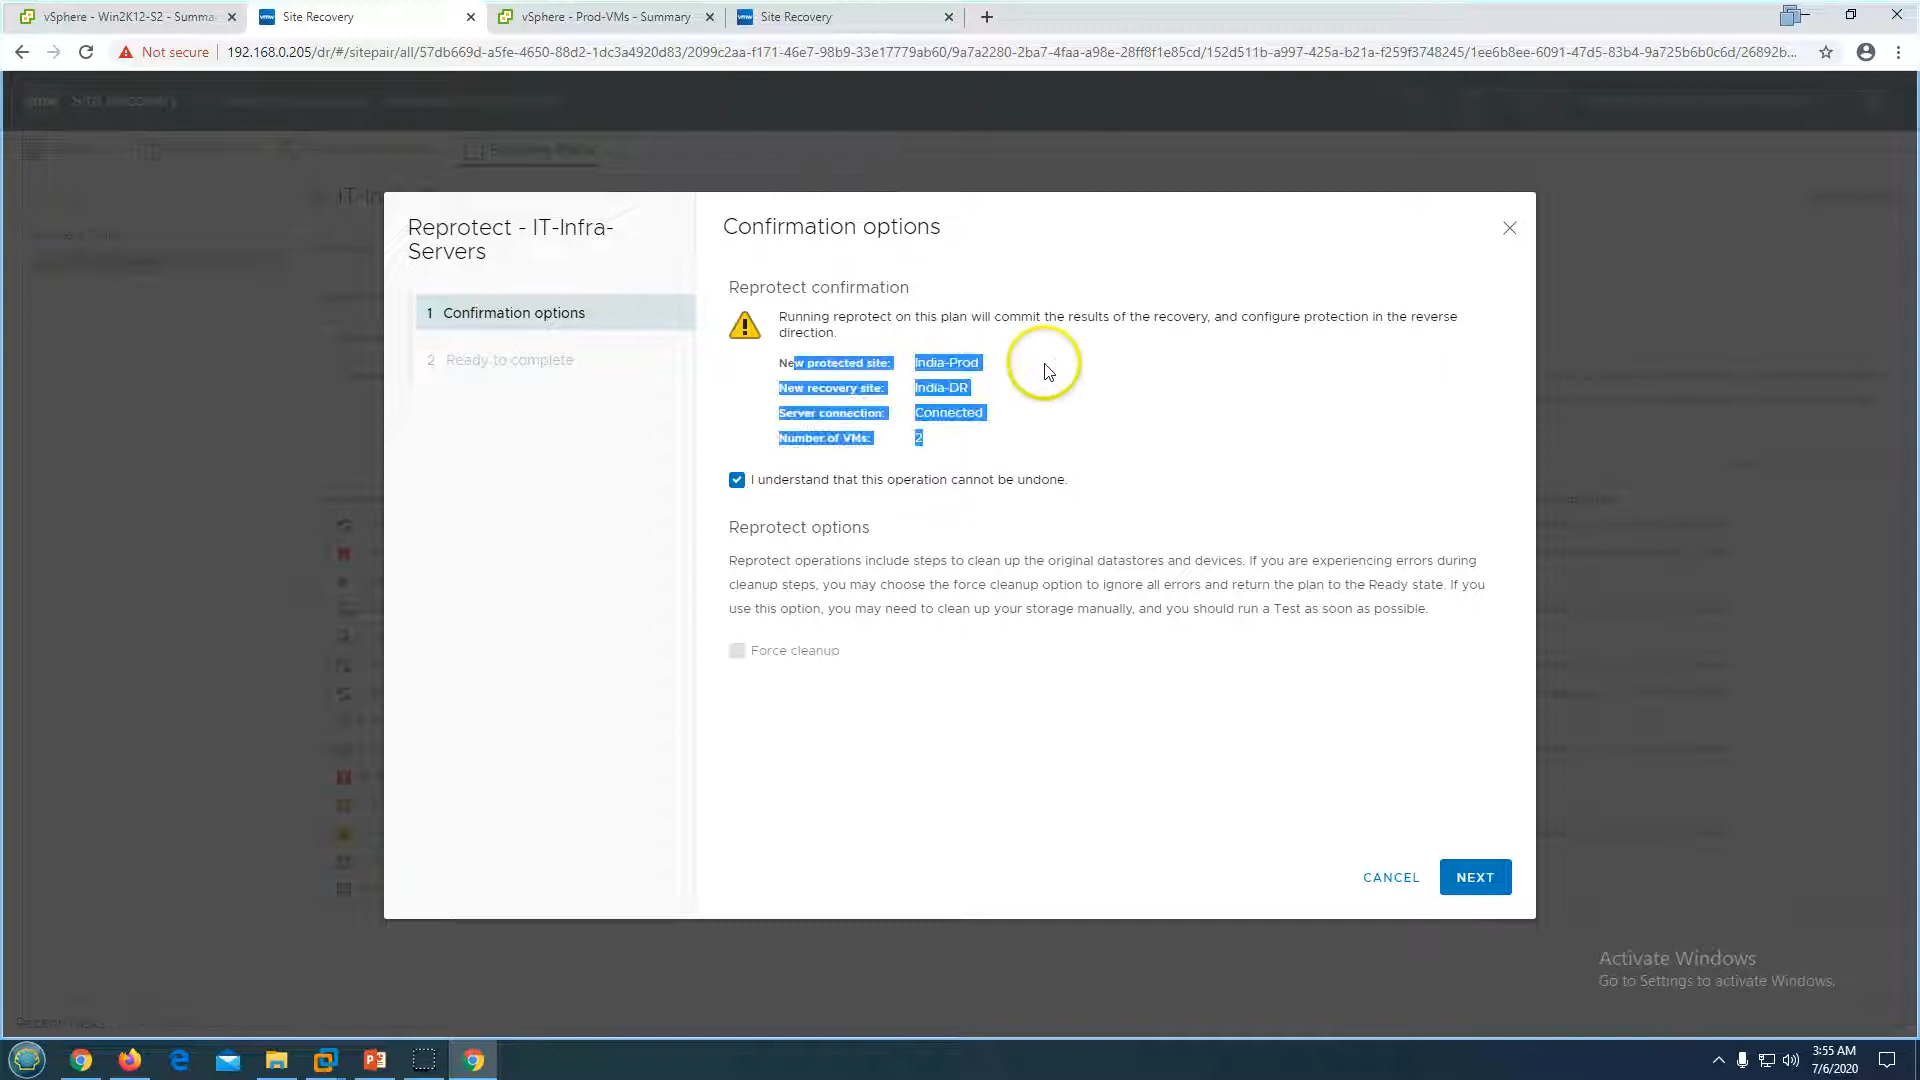 vSphere - Win2K12-S2 - Summa
Site Recovery
vSphere - Prod-VMs - Summary
Site Recovery
Not secure
192.168.0.205/dr/#/sitepair/all/57db669d-a5fe-4650-88d2-1dc3a4920d83/2099c2aa-f171-46e7-98b9-33e17779ab60/9a7a2280-2ba7-4faa-a98e-28ff8f1e85cd/152d511b-a997-425a-b21a-f259f3748245/1ee6b8ee-6091-47d5-83b4-9a725b6b0c6d/26892b...
Site Recovery
Reprotect - IT-Infra-
Servers
1 Confirmation options
2 Ready to complete
Confirmation options
Reprotect confirmation
Running reprotect on this plan will commit the results of the recovery, and configure protection in the reverse
direction.
New protected site: India-Prod
New recovery site: India-DR
Server connection: Connected
Number of VMs: 2
I understand that this operation cannot be undone.
Reprotect options
Reprotect operations include steps to clean up the original datastores and devices. If you are experiencing errors during
cleanup steps, you may choose the force cleanup option to ignore all errors and return the plan to the Ready state. If you
use this option, you may need to clean up your storage manually, and you should run a Test as soon as possible.
Force cleanup
CANCEL
NEXT
Activate Windows
Go to Settings to activate Windows.
3:55 AM
7/6/2020